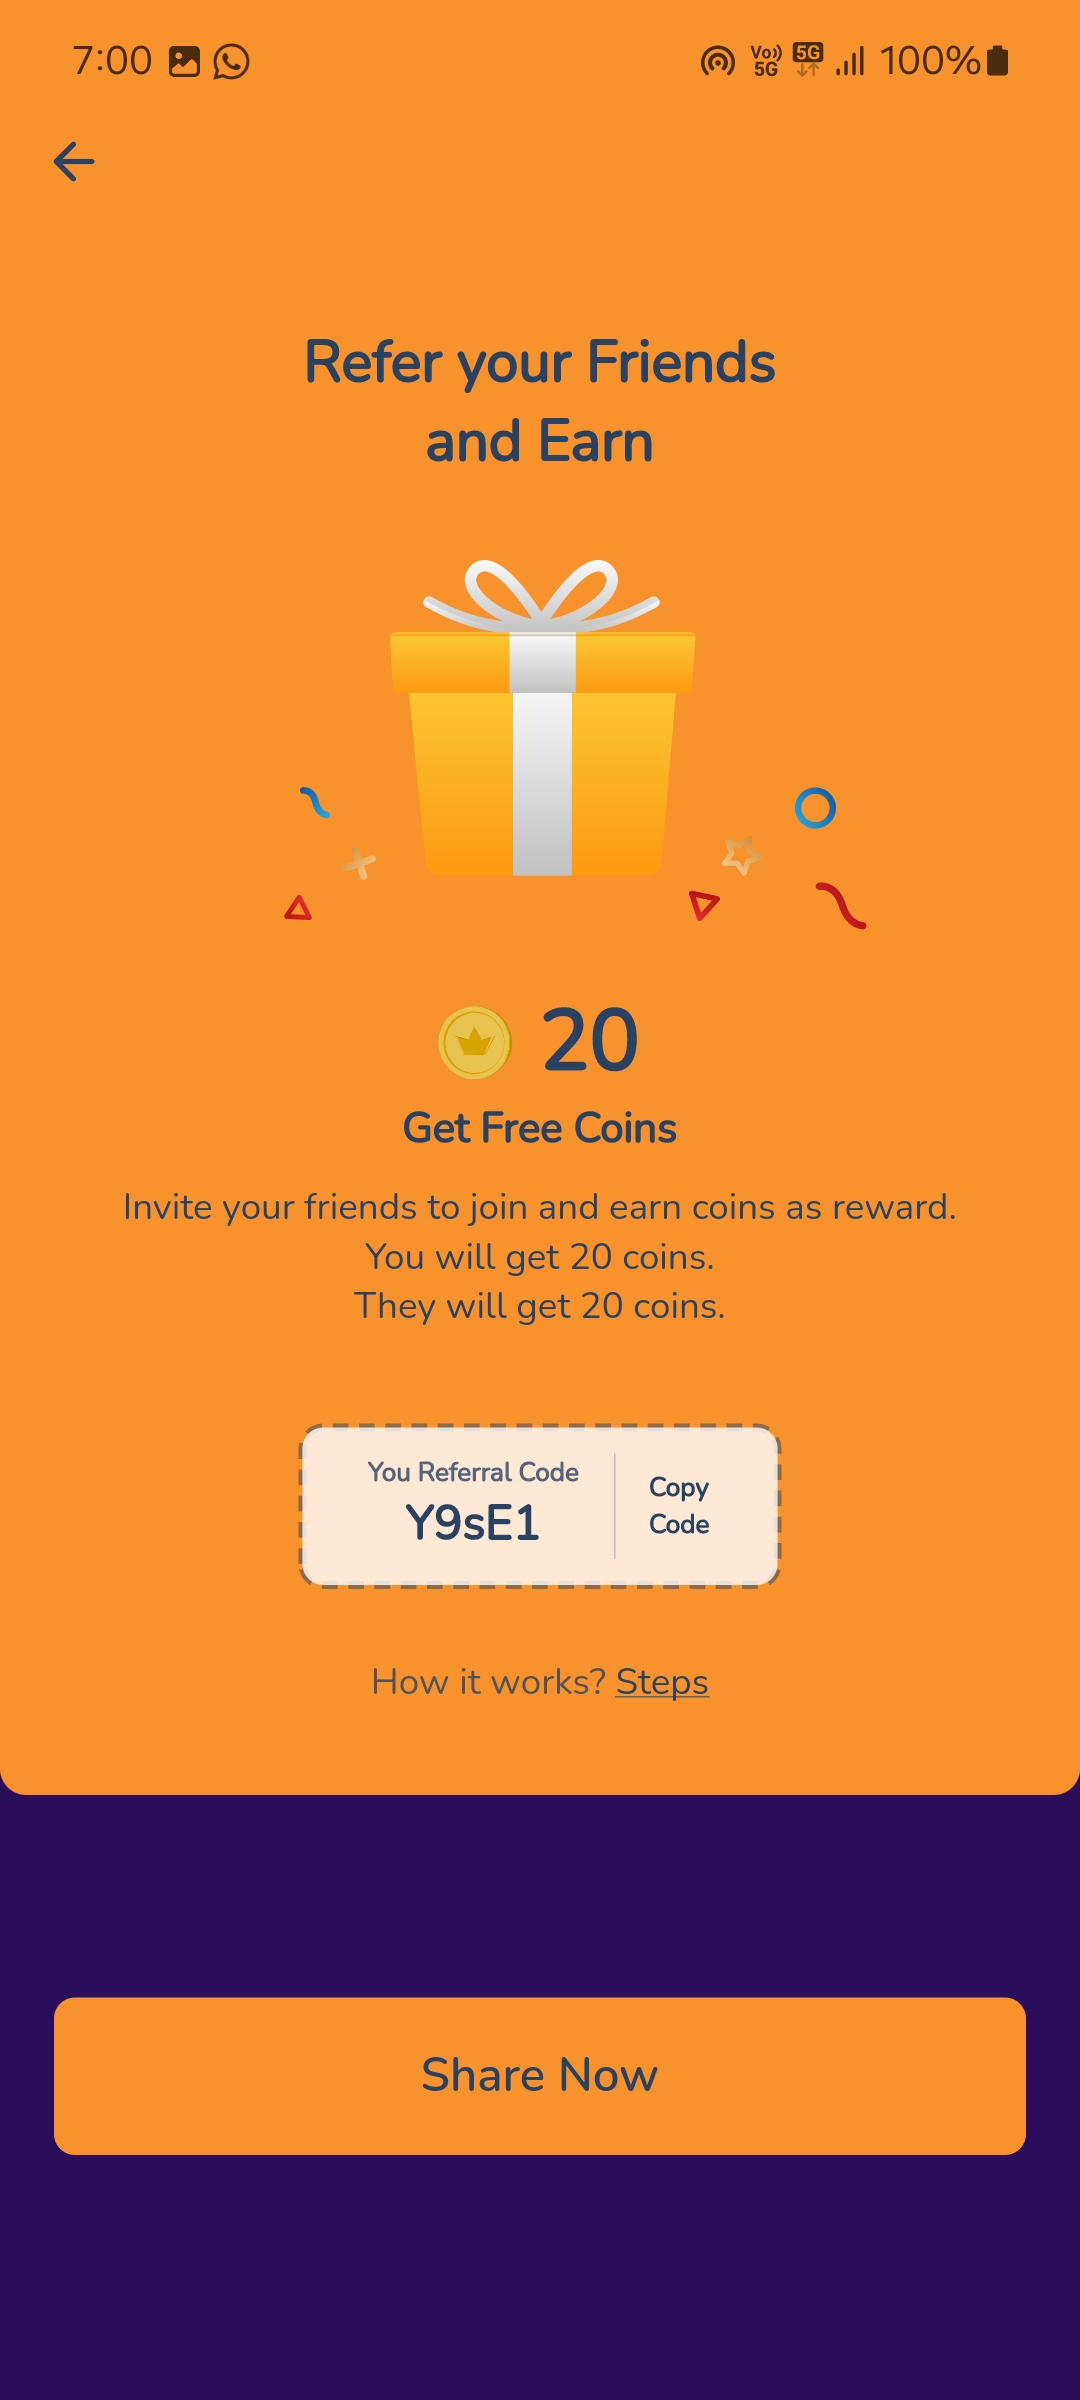 7:00 Vo)) 5G 5G 100%
Refer your Friends
and Earn
20
Get Free Coins
Invite your friends to join and earn coins as reward.
You will get 20 coins.
They will get 20 coins.
You Referral Code
Y9sE1
Copy
Code
How it works? Steps
Share Now